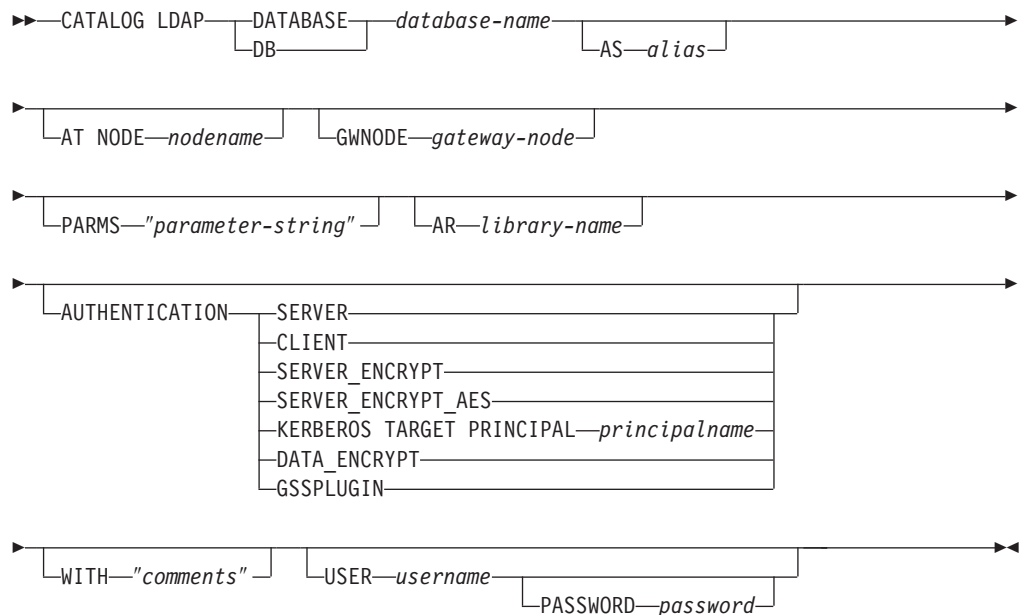 CATALOG LDAP DATABASE database-name
DB AS alias
AT NODE nodename GWNODE gateway-node
PARMS "parameter-string" AR library-name
AUTHENTICATION SERVER
CLIENT
SERVER_ENCRYPT
SERVER_ENCRYPT_AES
KERBEROS TARGET PRINCIPAL principalname
DATA_ENCRYPT
GSSPLUGIN
WITH "comments" USER username
PASSWORD password